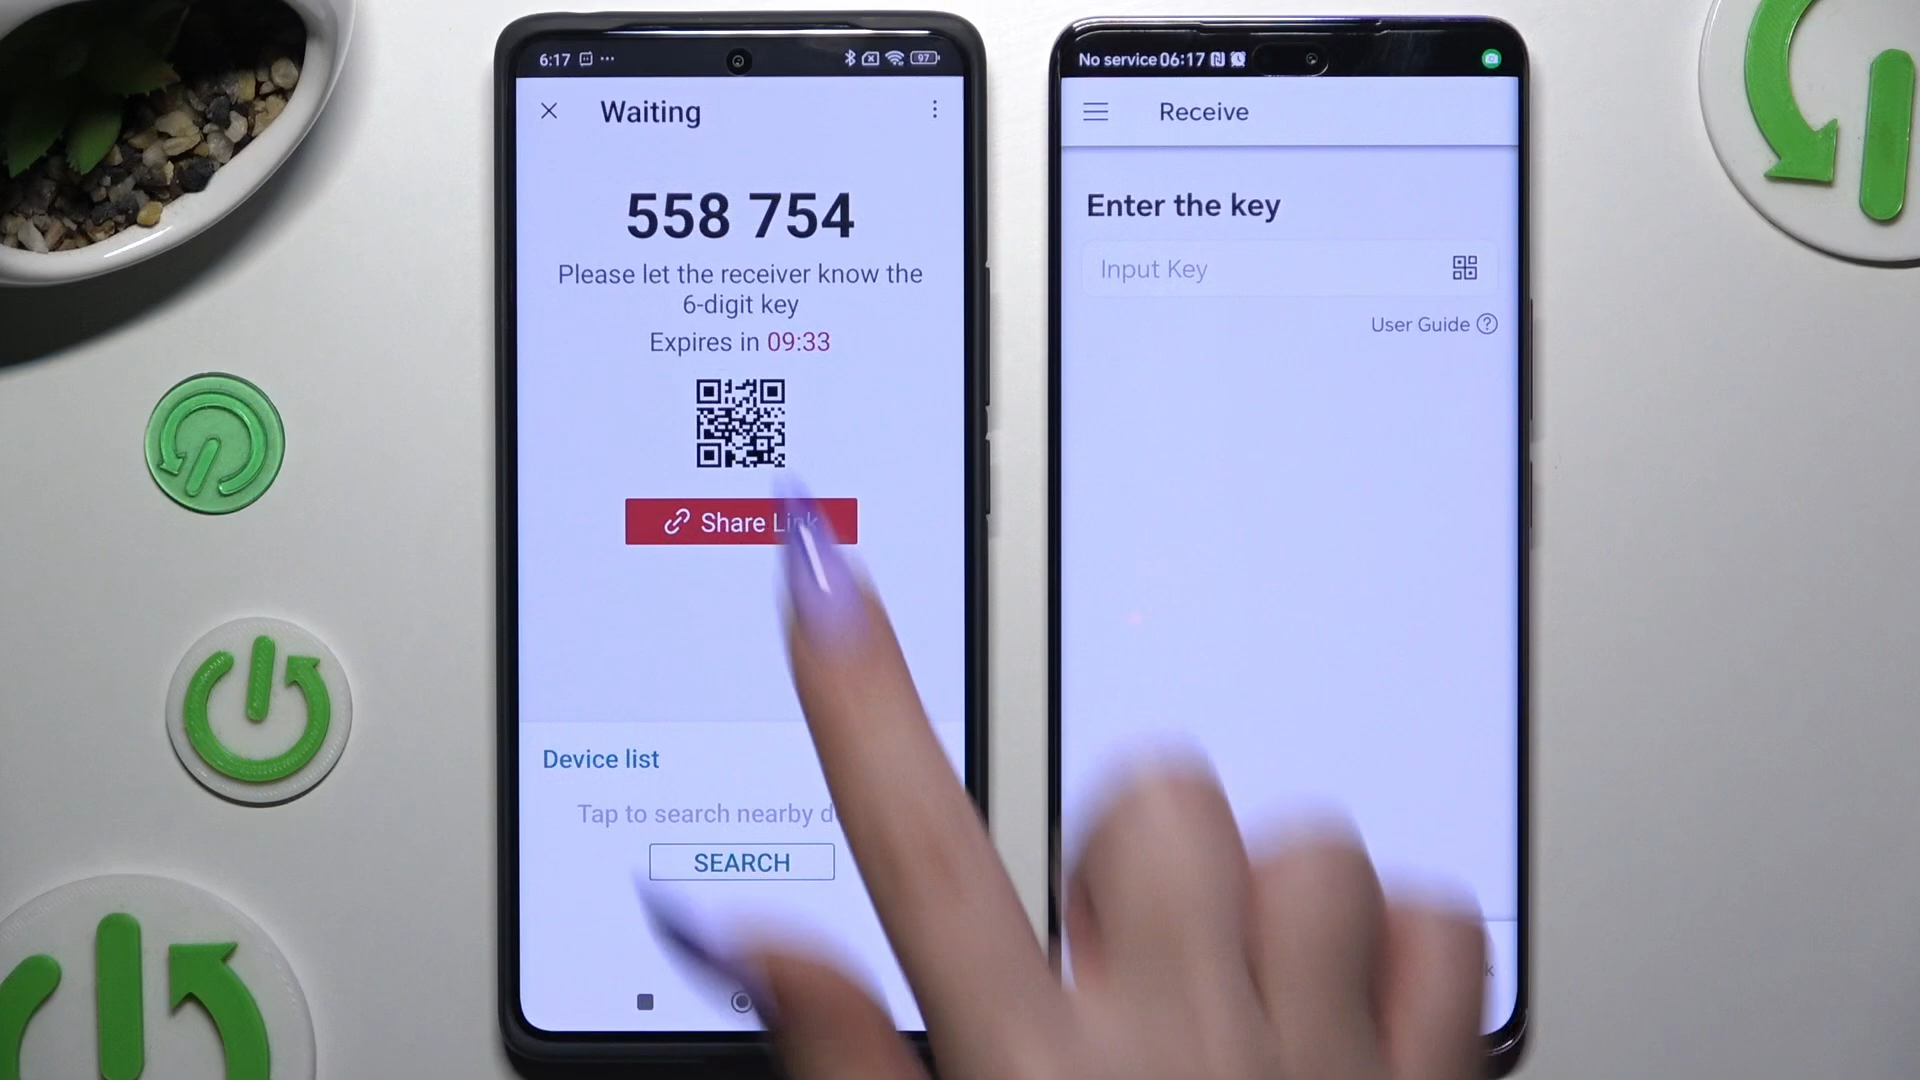 6:17
97
Waiting
558 754
Please let the receiver know the
6-digit key
Expires in 09:33
Share Link
Device list
Tap to search nearby d
SEARCH
No service 06:17
Receive
Enter the key
Input Key
User Guide ?
k